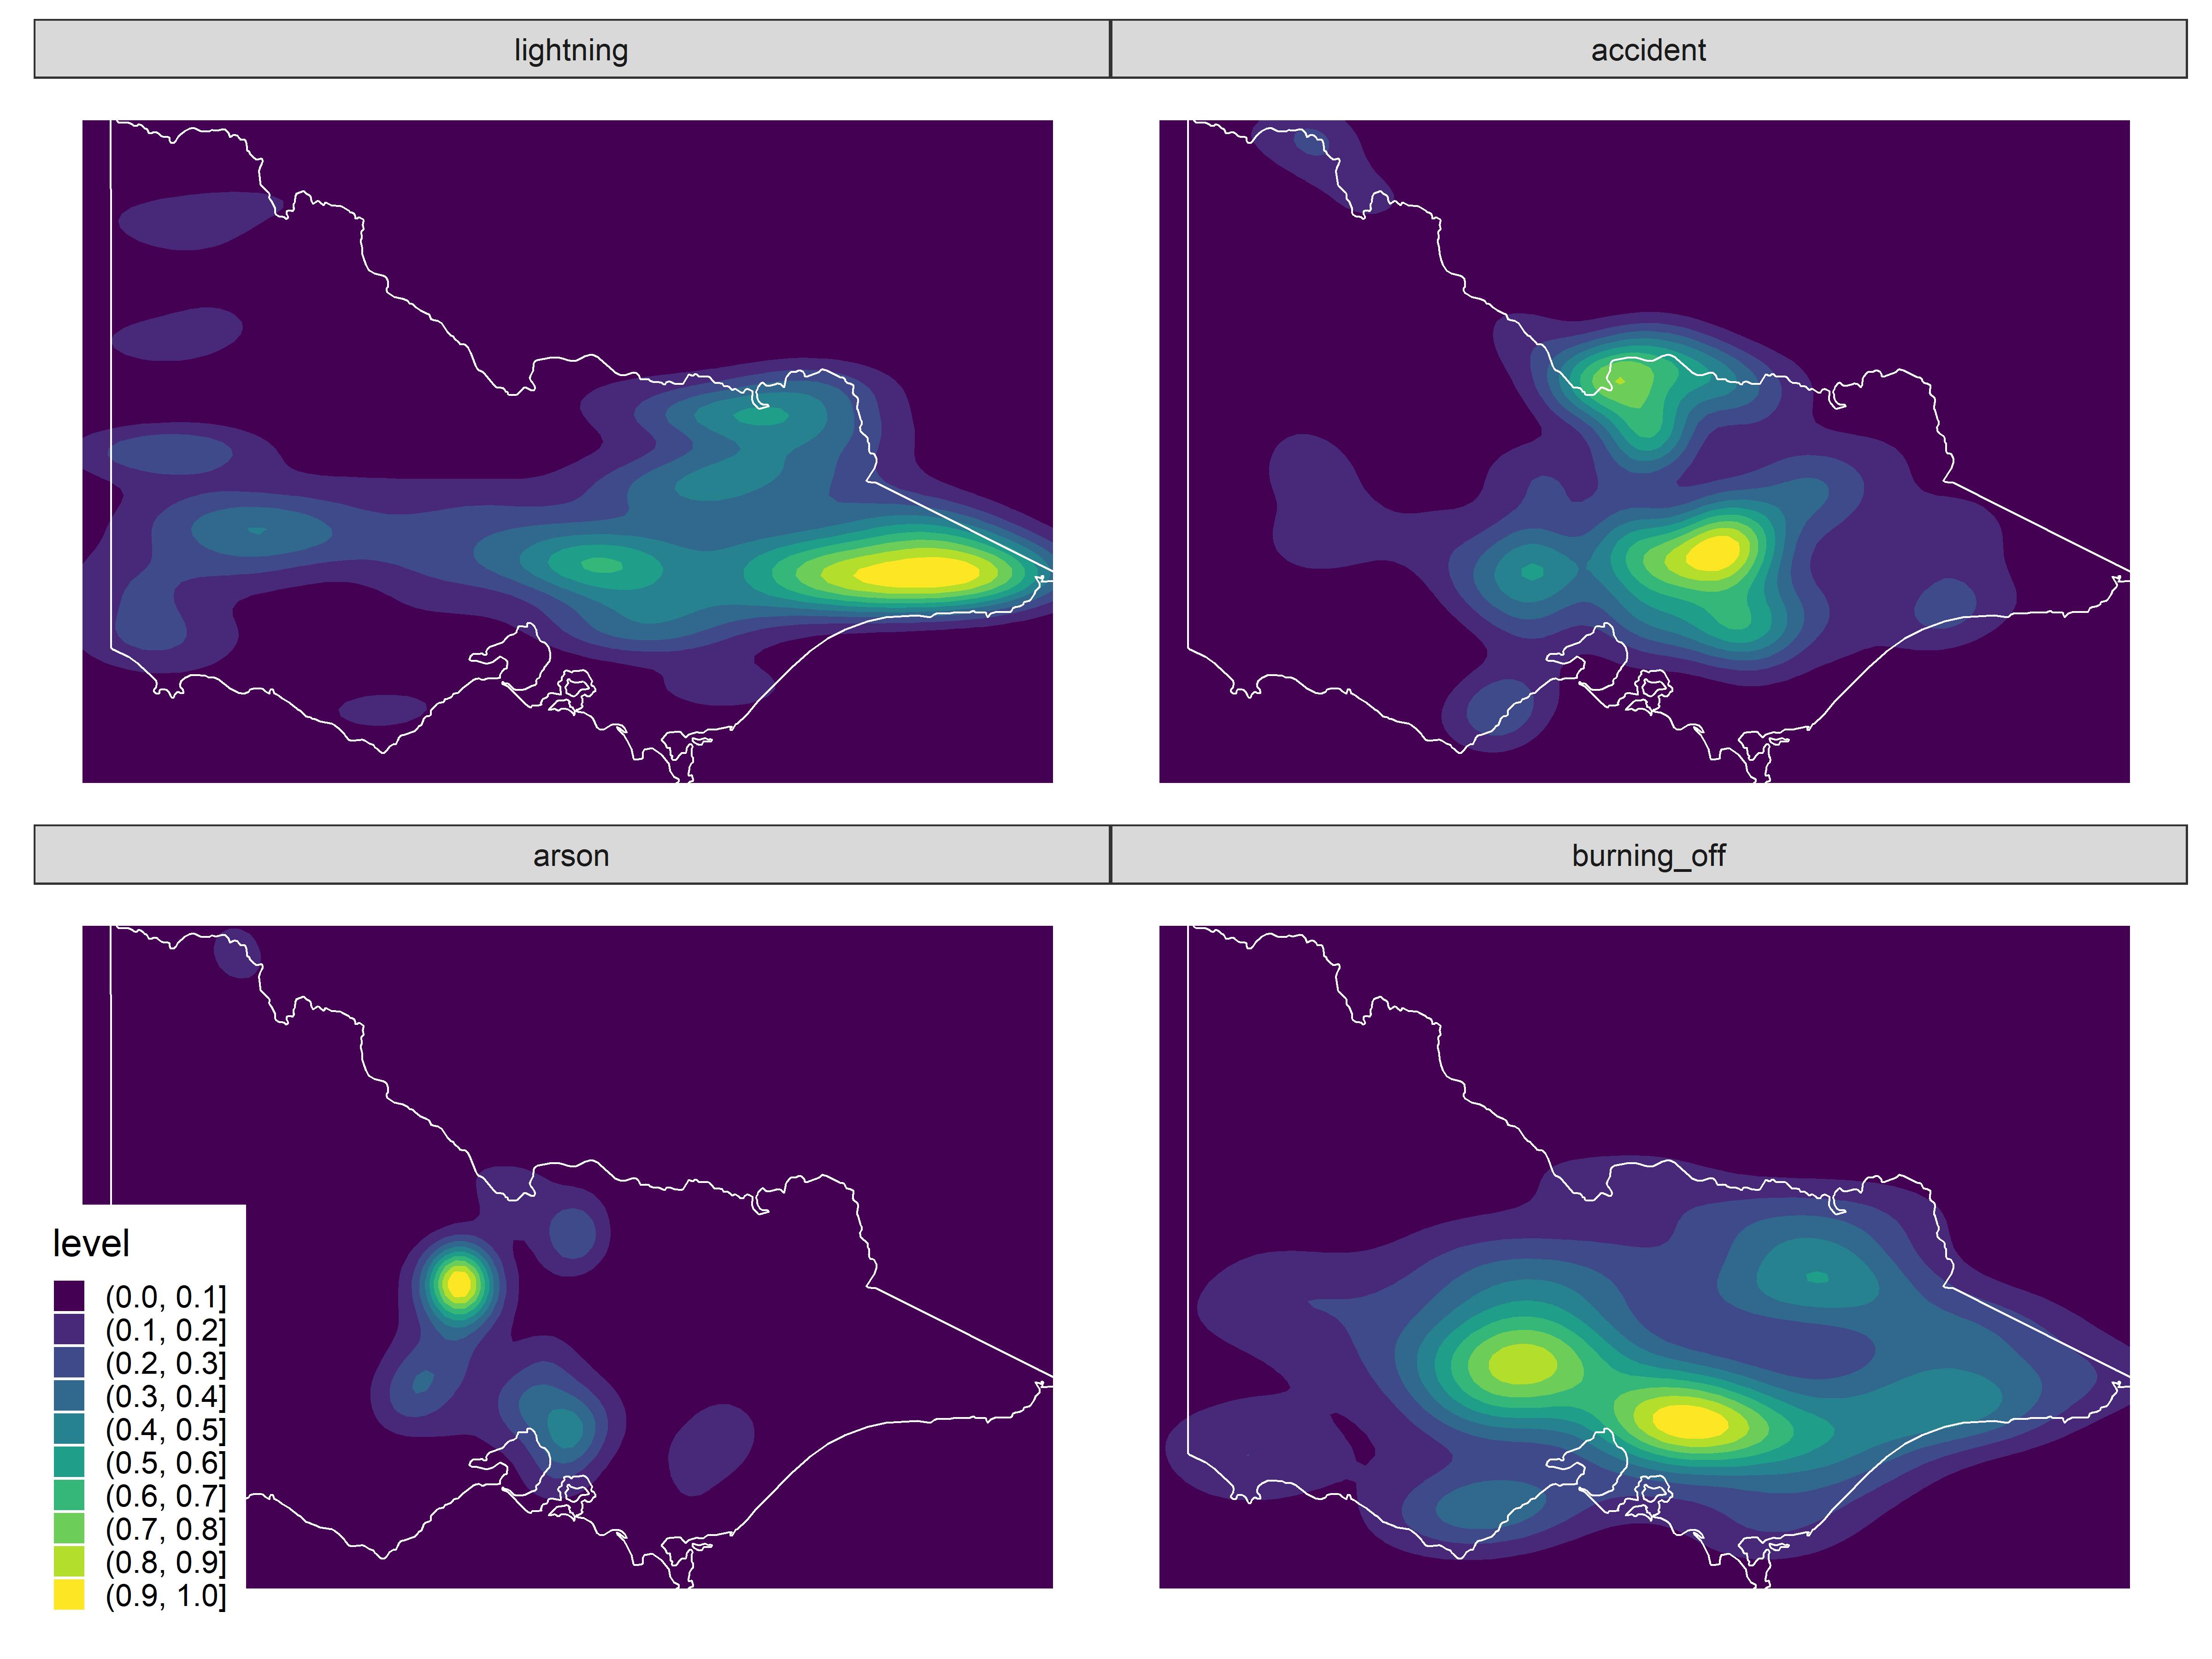 lightning
accident
arson
burning_off
level
(0.0, 0.1]
(0.1, 0.2]
(0.2, 0.3]
(0.3, 0.4]
(0.4, 0.5]
(0.5, 0.6]
(0.6, 0.7]
(0.7, 0.8]
(0.8, 0.9]
(0.9, 1.0]